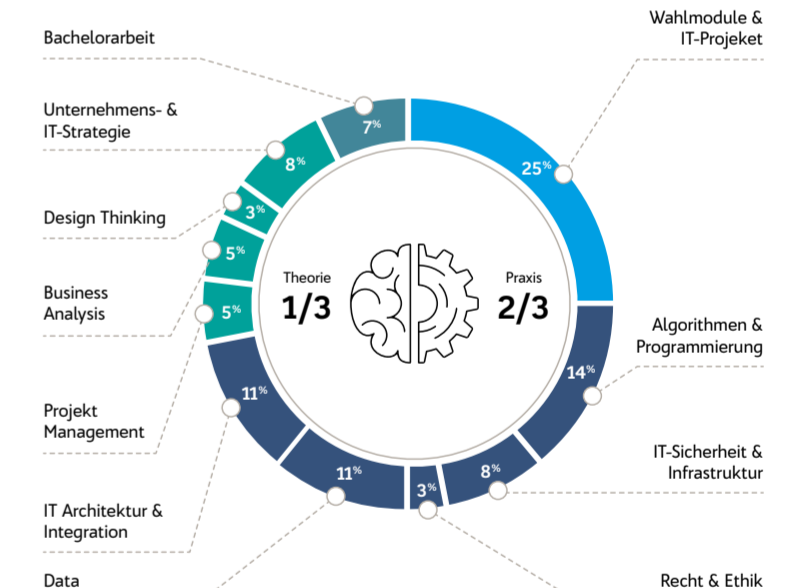 Wahlmodule &
IT-Projeket
Bachelorarbeit
Unternehmens- &
IT-Strategie
7%
8%
25%
3%
Design Thinking
5%
Theorie
1/3
Praxis
2/3
Business
Analysis
5%
Algorithmen &
Programmierung
14%
11%
Projekt
Management
IT-Sicherheit &
Infrastruktur
11%
8%
3%
IT Architektur &
Integration
Data
Recht & Ethik